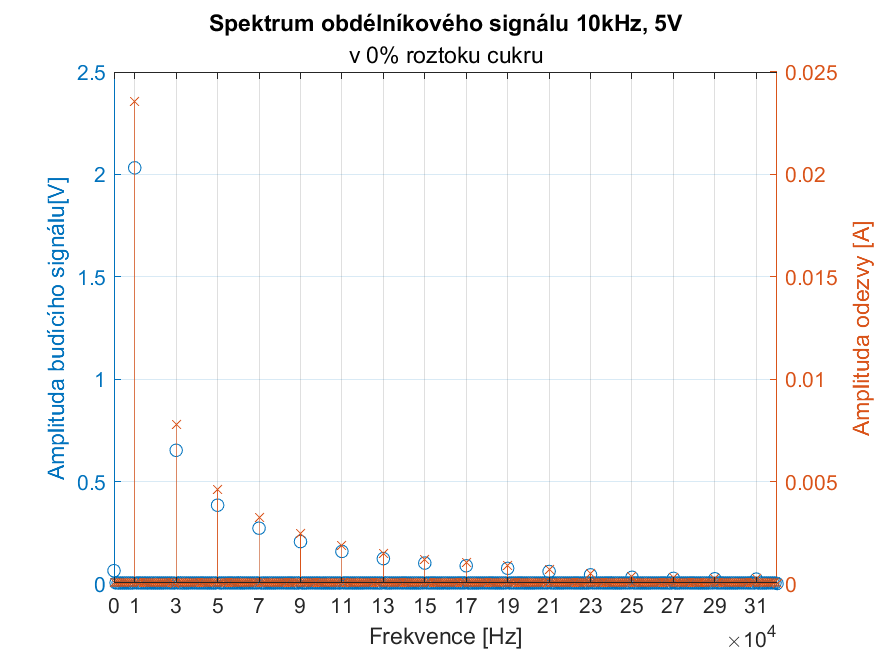 Spektrum obdélníkového signálu 10kHz, 5V
v 0% roztoku cukru
Amplituda budícího signálu[V]
2.5
2
1.5
1
0.5
0
0.025
0.02
0.015
0.01
0.005
0
Amplituda odezvy [A]
0 1 3 5 7 9 11 13 15 17 19 21 23 25 27 29 31
Frekvence [Hz]
×10⁴